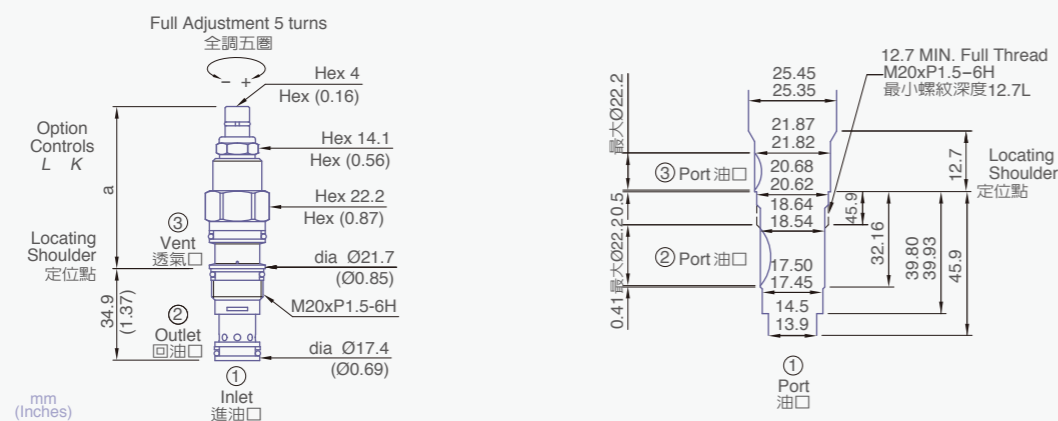 Full Adjustment 5 turns
全調五圈
− +
Hex 4
Hex (0.16)
Option
Controls
L K
a
Hex 14.1
Hex (0.56)
Hex 22.2
Hex (0.87)
③
Vent
透氣口
Locating
Shoulder
定位點
dia Ø21.7
(Ø0.85)
34.9
(1.37)
M20xP1.5-6H
②
Outlet
回油口
dia Ø17.4
(Ø0.69)
①
Inlet
進油口
mm
(Inches)
12.7 MIN. Full Thread
M20xP1.5−6H
最小螺紋深度12.7L
25.45
25.35
最大Ø22.2
21.87
21.82
③ Port 油口
20.68
20.62
12.7
Locating
Shoulder
定位點
18.64
18.54
0.5
最大Ø22.2
45.9
32.16
39.80
39.93
45.9
② Port 油口
17.50
17.45
0.41
14.5
13.9
①
Port
油口